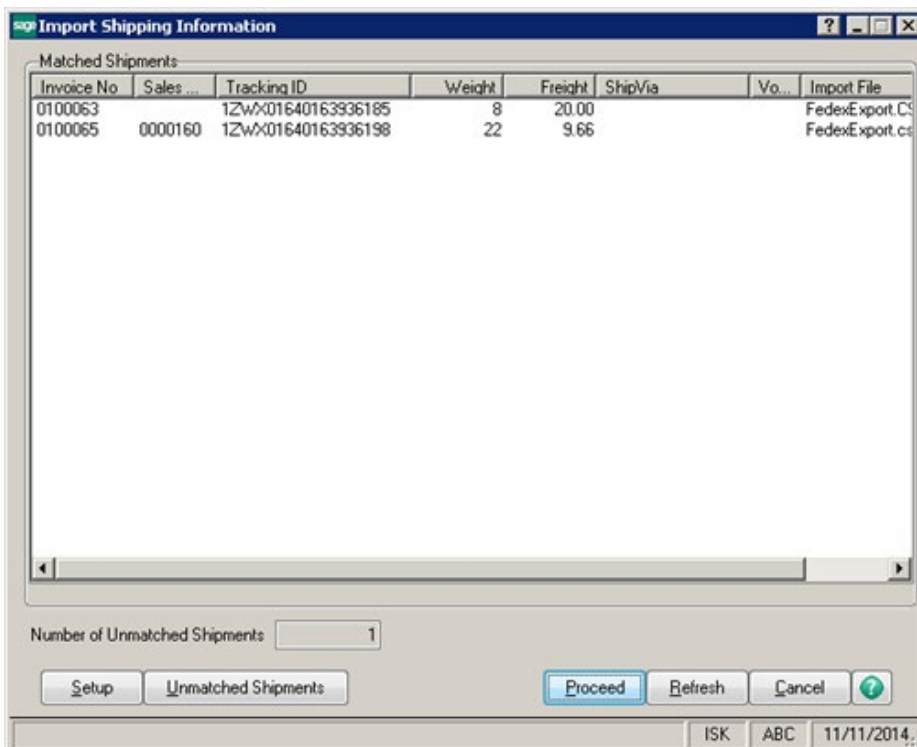 sage Import Shipping Information
Matched Shipments
Invoice No Sales ... Tracking ID Weight Freight ShipVia Vo... Import File
0100063 1ZWX01640163936185 8 20.00 FedexExport.CS
0100065 0000160 1ZWX01640163936198 22 9.66 FedexExport.cs
Number of Unmatched Shipments 1
Setup Unmatched Shipments Proceed Refresh Cancel ?
ISK ABC 11/11/2014